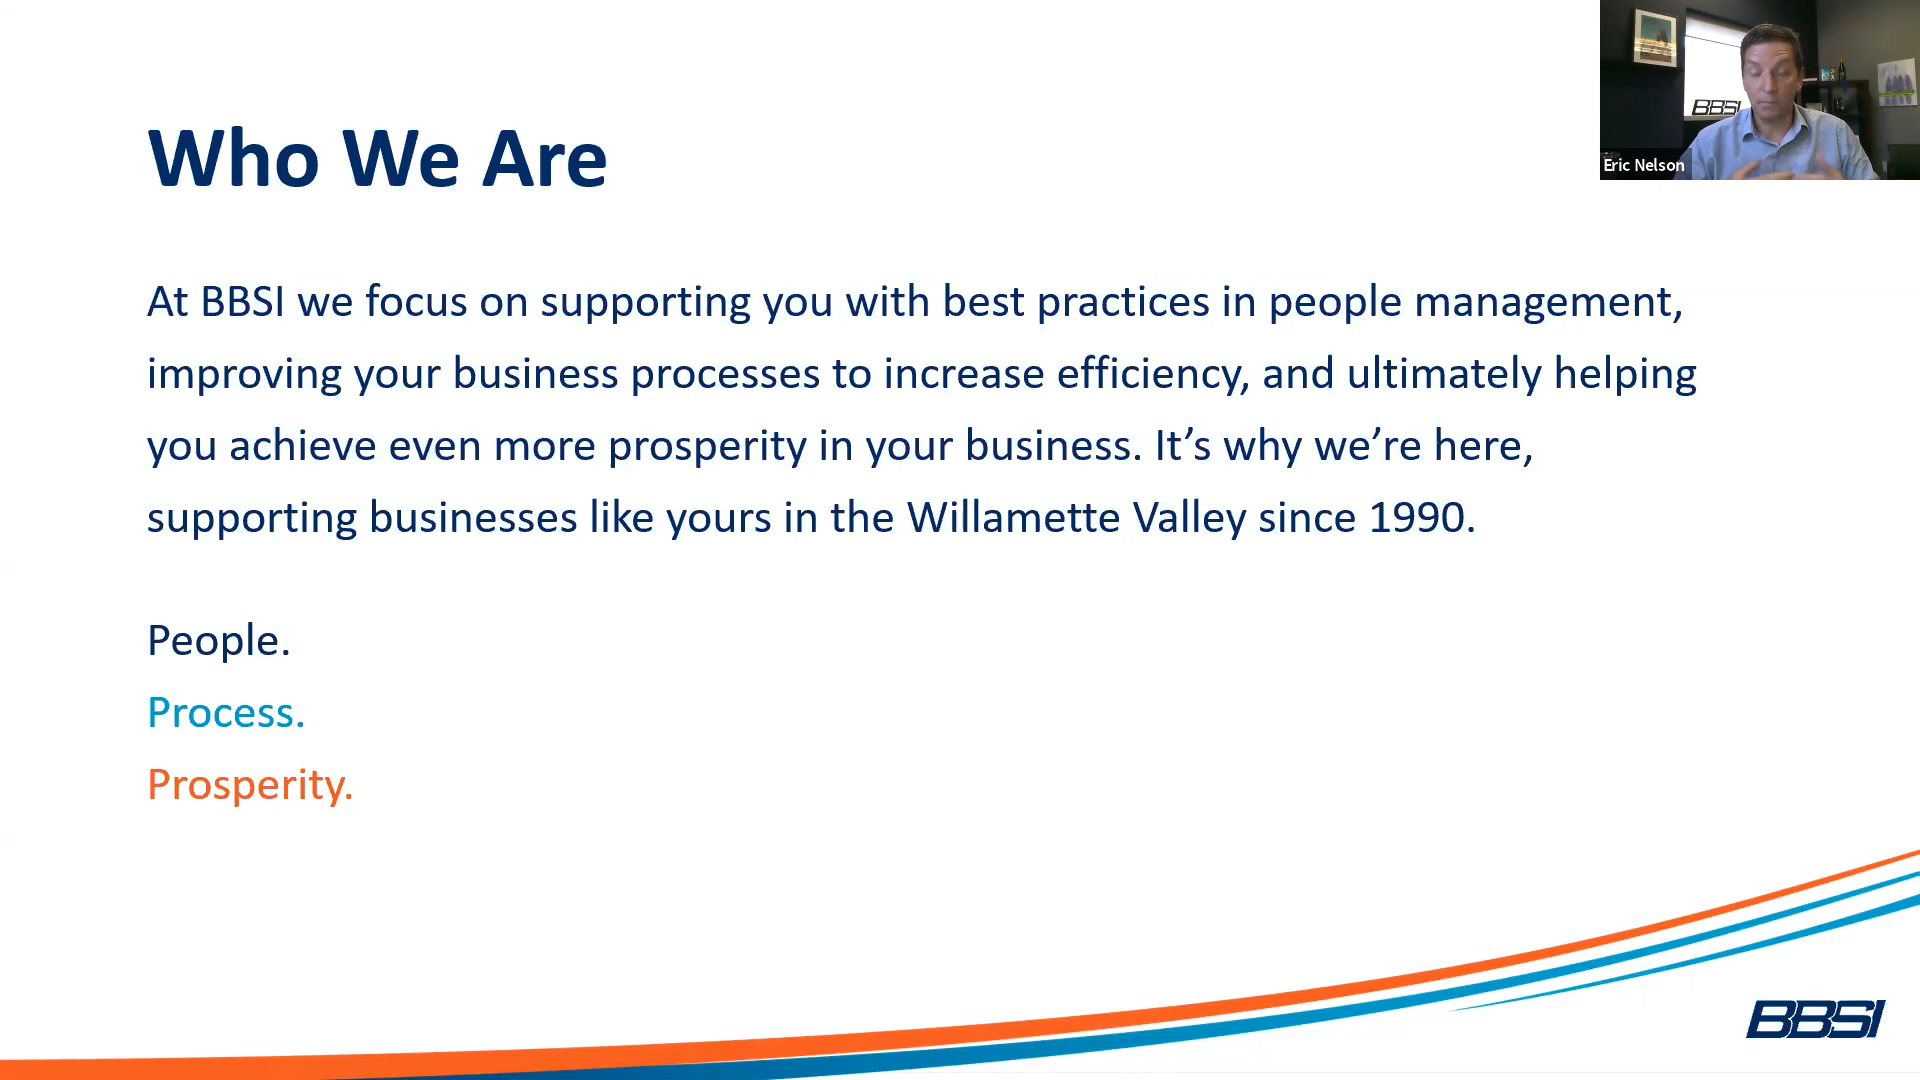 Who We Are
At BBSI we focus on supporting you with best practices in people management,
improving your business processes to increase efficiency, and ultimately helping
you achieve even more prosperity in your business. It’s why we’re here,
supporting businesses like yours in the Willamette Valley since 1990.
People.
Process.
Prosperity.
BBSI
Eric Nelson
BBSI